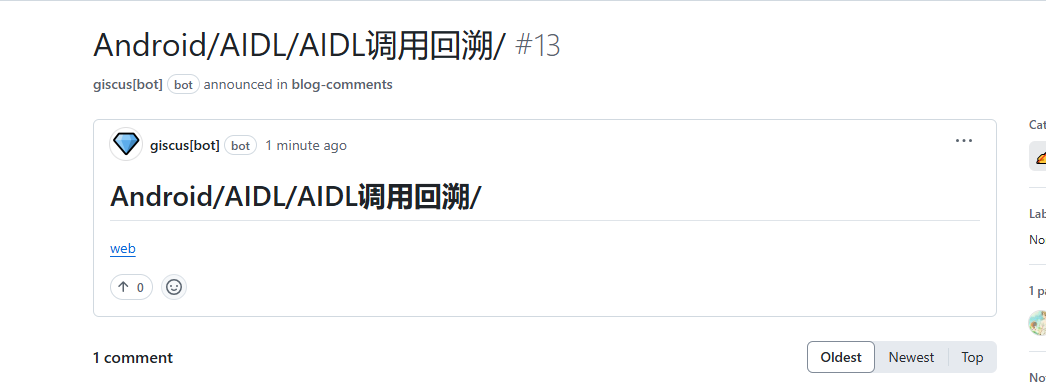 Android/AIDL/AIDL调用回溯/ #13
giscus[bot] bot announced in blog-comments
giscus[bot] bot 1 minute ago
Android/AIDL/AIDL调用回溯/
web
0
1 comment
Oldest Newest Top
Cat
Lab
No
1 pa
No